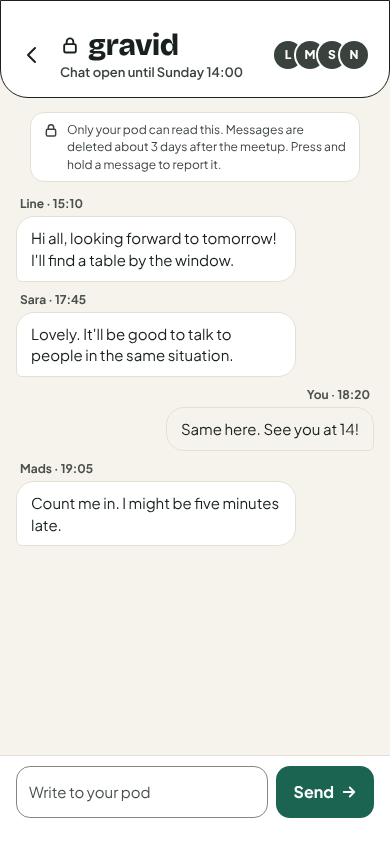 gravid
Chat open until Sunday 14:00
L M S N
Only your pod can read this. Messages are
deleted about 3 days after the meetup. Press and
hold a message to report it.
Line · 15:10
Hi all, looking forward to tomorrow!
I'll find a table by the window.
Sara · 17:45
Lovely. It'll be good to talk to
people in the same situation.
You · 18:20
Same here. See you at 14!
Mads · 19:05
Count me in. I might be five minutes
late.
Write to your pod
Send →